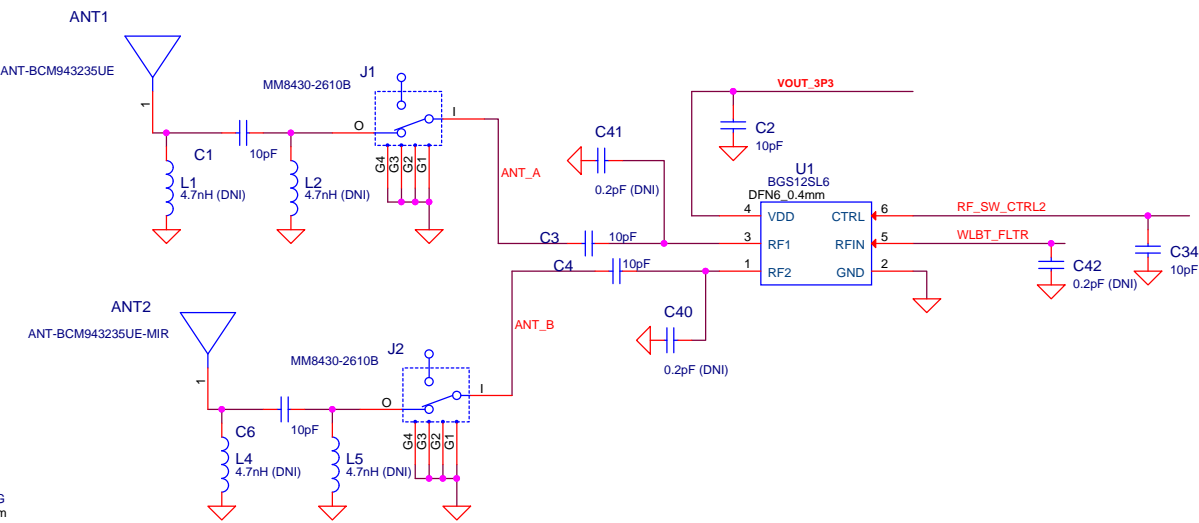 ANT1
ANT-BCM943235UE
1
C1
10pF
L1
4.7nH (DNI)
L2
4.7nH (DNI)
MM8430-2610B
J1
O
I
G4
G3
G2
G1
ANT_A
C41
0.2pF (DNI)
C3
10pF
C4
10pF
VOUT_3P3
C2
10pF
U1
BGS12SL6
DFN6_0.4mm
4
VDD
CTRL
6
3
RF1
RFIN
5
1
RF2
GND
2
RF_SW_CTRL2
WLBT_FLTR
C34
10pF
C42
0.2pF (DNI)
C40
0.2pF (DNI)
ANT_B
ANT2
ANT-BCM943235UE-MIR
1
C6
10pF
L4
4.7nH (DNI)
L5
4.7nH (DNI)
MM8430-2610B
J2
O
I
G4
G3
G2
G1